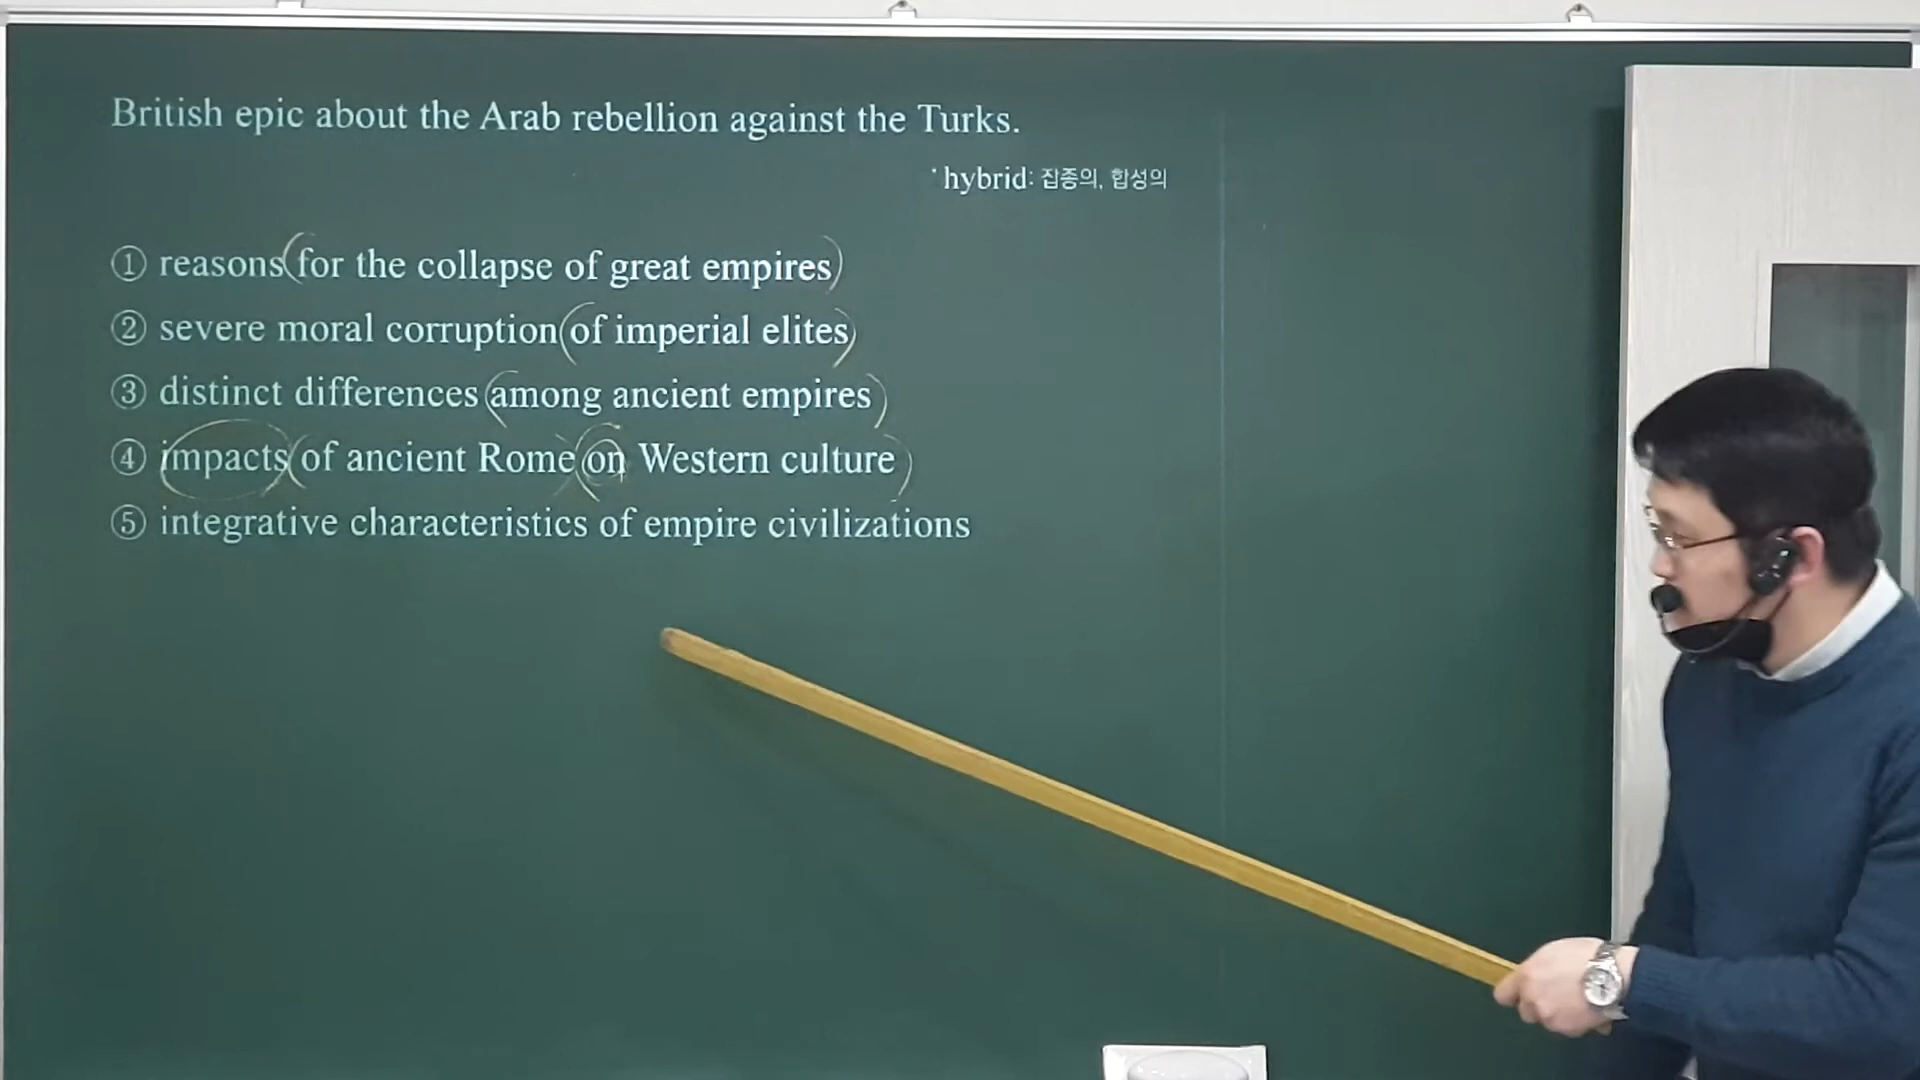 British epic about the Arab rebellion against the Turks.
* hybrid: 잡종의, 합성의
① reasons for the collapse of great empires
② severe moral corruption of imperial elites
③ distinct differences among ancient empires
④ impacts of ancient Rome on Western culture
⑤ integrative characteristics of empire civilizations